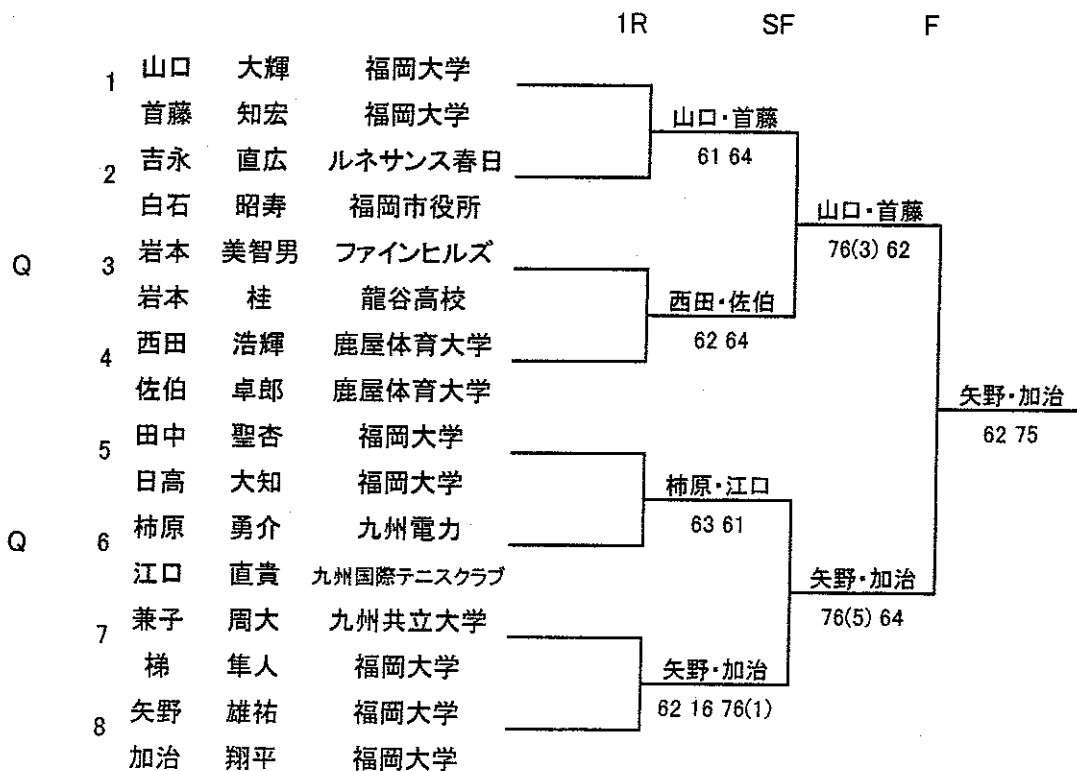 1R SF F
1 山口 大輝 福岡大学
首藤 知宏 福岡大学
山口・首藤
2 吉永 直広 ルネサンス春日
61 64
白石 昭寿 福岡市役所
山口・首藤
Q 3 岩本 美智男 ファインヒルズ
76(3) 62
岩本 桂 龍谷高校
西田・佐伯
4 西田 浩輝 鹿屋体育大学
62 64
佐伯 卓郎 鹿屋体育大学
矢野・加治
5 田中 聖杏 福岡大学
62 75
日高 大知 福岡大学
柿原・江口
Q 6 柿原 勇介 九州電力
63 61
江口 直貴 九州国際テニスクラブ
矢野・加治
7 兼子 周大 九州共立大学
76(5) 64
梯 隼人 福岡大学
矢野・加治
8 矢野 雄祐 福岡大学
62 16 76(1)
加治 翔平 福岡大学